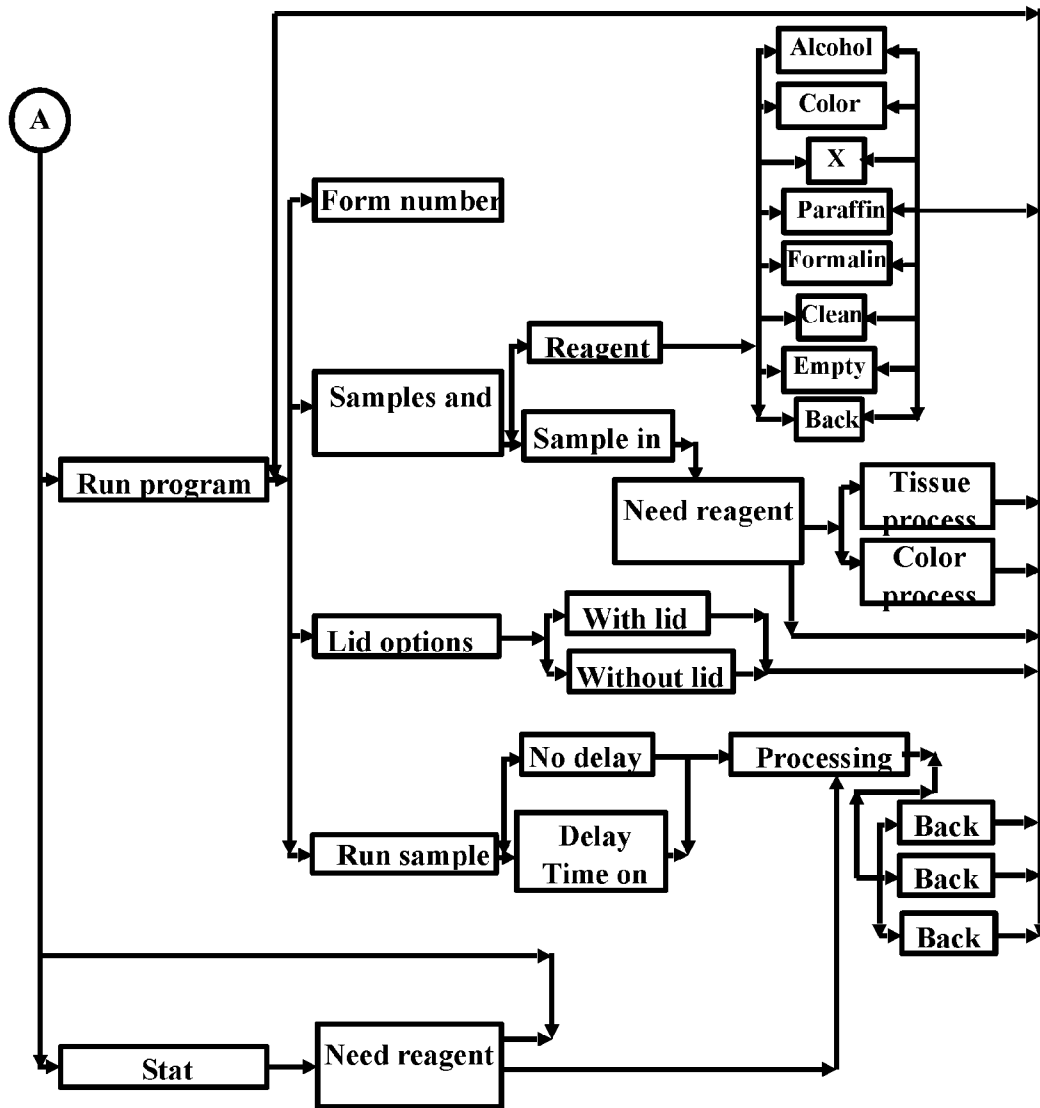 Alcohol
A
Color
X
Form number
Paraffin
Formalin
Clean
Reagent
Empty
Samples and
Back
Sample in
Run program
Need reagent
Tissue
process
Color
process
With lid
Lid options
Without lid
No delay
Processing
Back
Run sample
Delay
Time on
Back
Back
Need reagent
Stat